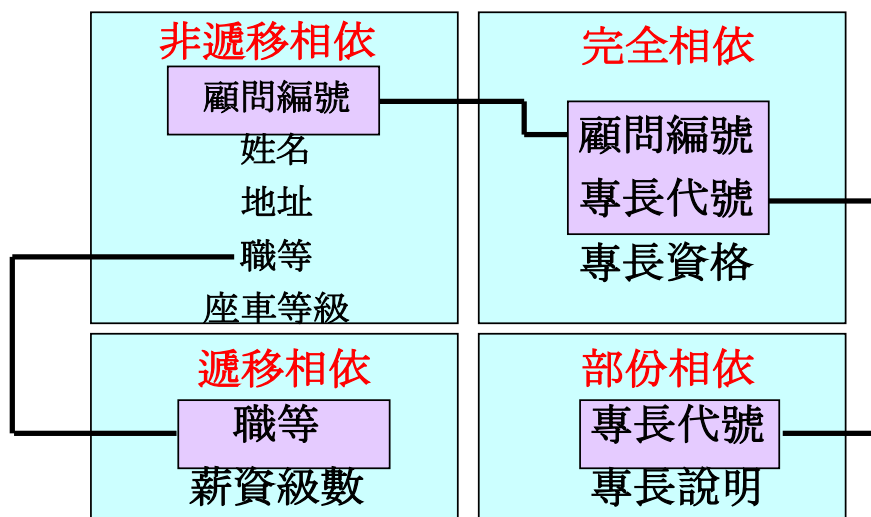 非遞移相依
顧問編號
姓名
地址
職等
座車等級
完全相依
顧問編號
專長代號
專長資格
遞移相依
職等
薪資級數
部份相依
專長代號
專長說明